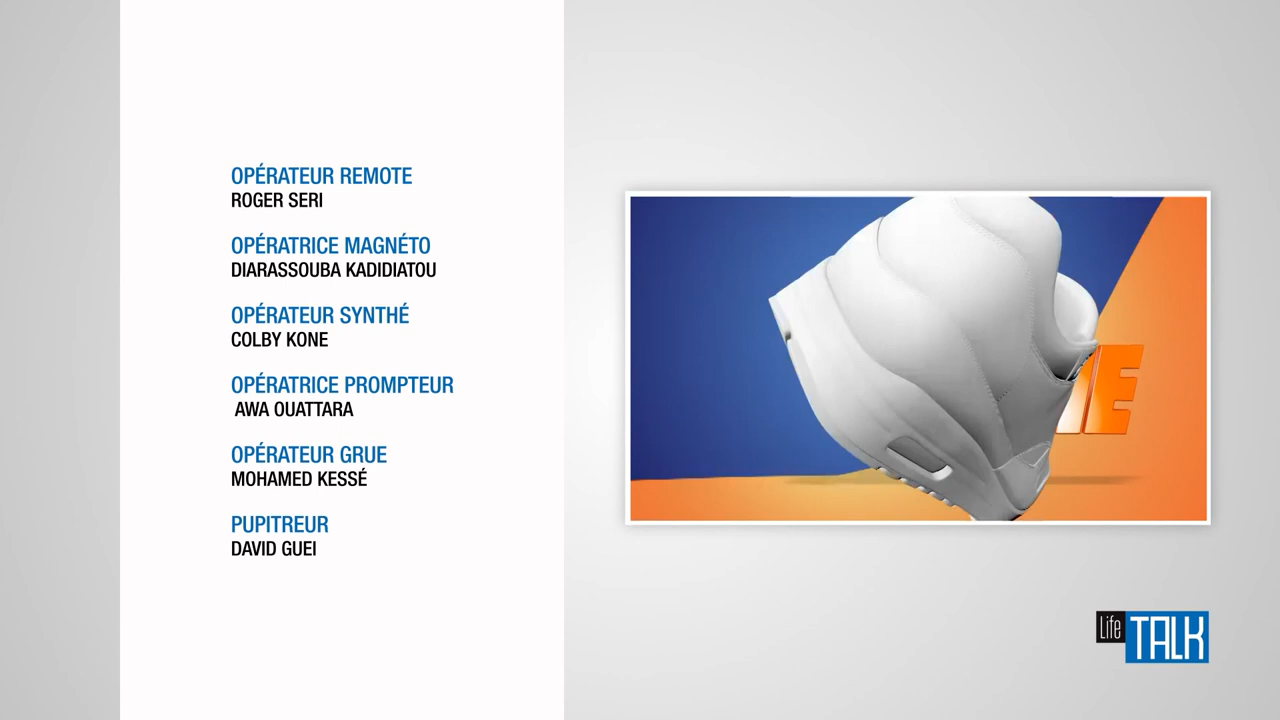 OPÉRATEUR REMOTE
ROGER SERI
OPÉRATRICE MAGNÉTO
DIARASSOUBA KADIDIATOU
OPÉRATEUR SYNTHÉ
COLBY KONE
OPÉRATRICE PROMPTEUR
AWA OUATTARA
OPÉRATEUR GRUE
MOHAMED KESSÉ
PUPITREUR
DAVID GUEI
Life TALK